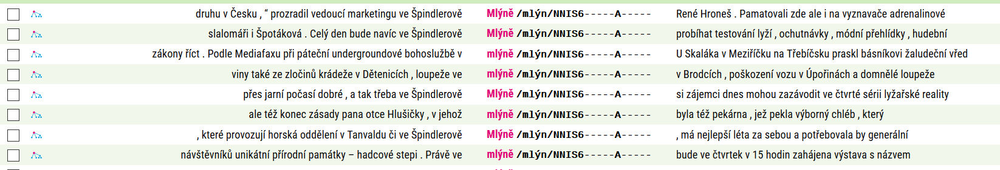 druhu v Česku , “ prozradil vedoucí marketingu ve Špindlerově Mlýně /mlýn/NNIS6-----A----- René Hroneš . Pamatovali zde ale i na vyznavače adrenalinové
slalomáři i Špotáková . Celý den bude navíc ve Špindlerově Mlýně /mlýn/NNIS6-----A----- probíhat testování lyží , ochutnávky , módní přehlídky , hudební
zákony říct . Podle Mediafaxu při páteční undergroundové bohoslužbě v mlýně /mlýn/NNIS6-----A----- U Skaláka v Meziříčku na Třebíčsku praskl básníkovi žaludeční vřed
viny také ze zločinů krádeže v Dětenicích , loupeže ve mlýně /mlýn/NNIS6-----A----- v Brodcích , poškození vozu v Úpořinách a domnělé loupeže
přes jarní počasí dobré , a tak třeba ve Špindlerově mlýně /mlýn/NNIS6-----A----- si zájemci dnes mohou zazávodit ve čtvrté sérii lyžařské reality
ale též konec zásady pana otce Hlušičky , v jehož mlýně /mlýn/NNIS6-----A----- byla též pekárna , jež pekla výborný chléb , který
, které provozují horská oddělení v Tanvaldu či ve Špindlerově Mlýně /mlýn/NNIS6-----A----- , má nejlepší léta za sebou a potřebovala by generální
návštěvníků unikátní přírodní památky – hadcové stepi . Právě ve mlýně /mlýn/NNIS6-----A----- bude ve čtvrtek v 15 hodin zahájena výstava s názvem